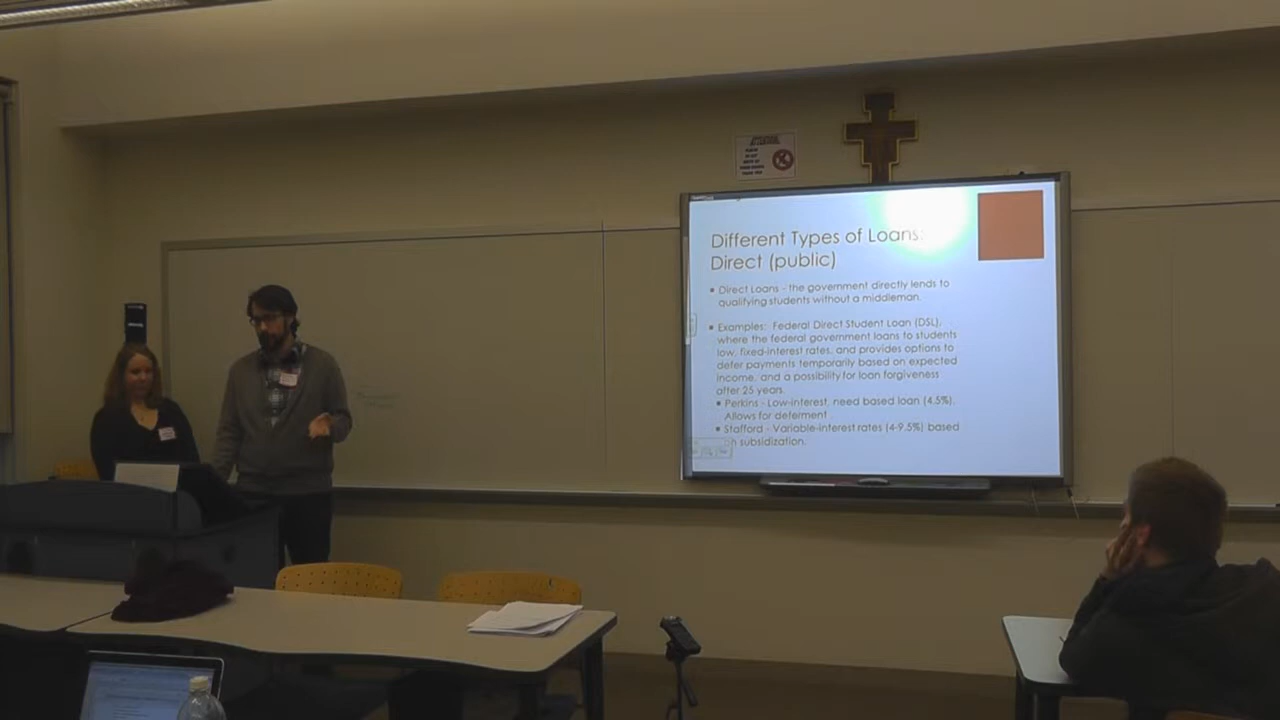 ATTENTION!
Different Types of Loans:
Direct (public)
Direct Loans - the government directly lends to
qualifying students without a middleman.
Examples: Federal Direct Student Loan (DSL),
where the federal government loans to students
low, fixed-interest rates, and provides options to
defer payments temporarily based on expected
income, and a possibility for loan forgiveness
after 25 years.
Perkins - Low-interest, need based loan (4.5%).
Allows for deferment
Stafford - Variable-interest rates (4-9.5%) based
on subsidization.